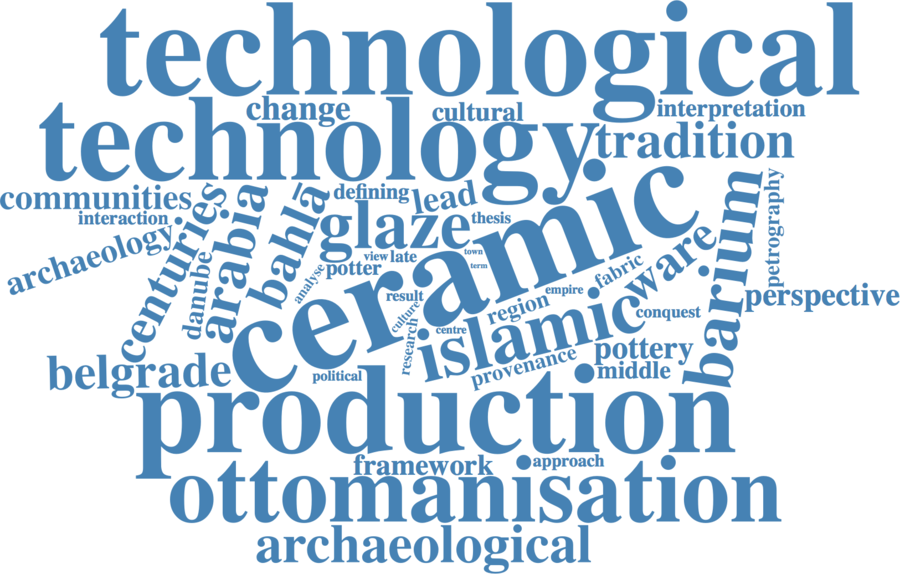 technological
change
cultural
interpretation
technology
tradition
communities
defining
lead
interaction
thesis
centuries
arabia
bahla
glaze
archaeology
danube
view
late
town
term
analyse
potter
ceramic
ware
barium
petrography
fabric
result
empire
region
perspective
culture
centre
islamic
conquest
research
provenance
pottery
middle
belgrade
political
production
framework
approach
ottomanisation
archaeological